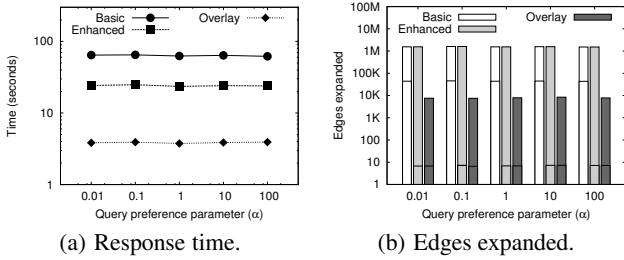 Basic
Enhanced
Overlay
100
10
1
Time (seconds)
0.01 0.1 1 10 100
Query preference parameter (α)
(a) Response time.
Basic
Enhanced
Overlay
10M
1M
100K
10K
1K
100
10
1
Edges expanded
0.01 0.1 1 10 100
Query preference parameter (α)
(b) Edges expanded.